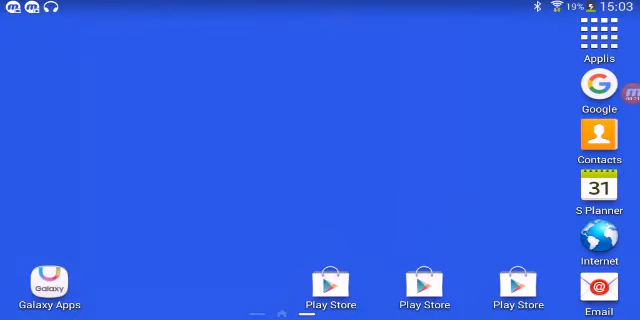 19% 15:03
Applis
Google
Contacts
31
S Planner
Internet
Galaxy
Galaxy Apps
Play Store
Play Store
Play Store
@
Email